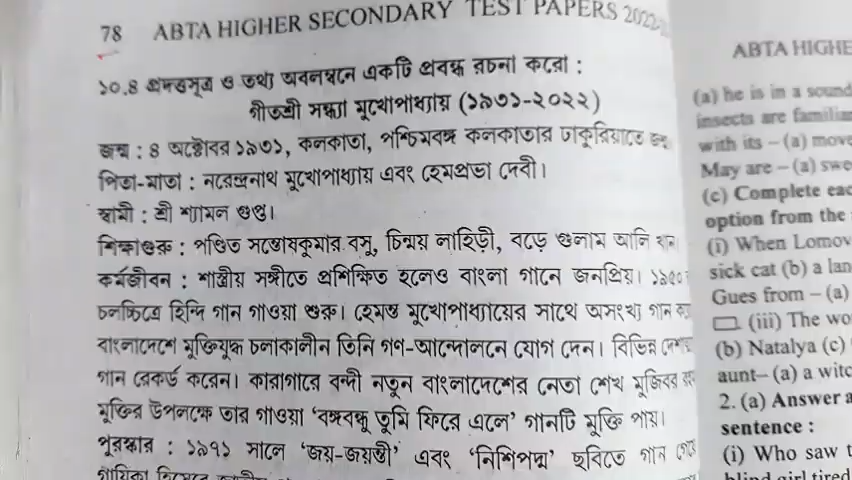 78 ABTA HIGHER SECONDARY TEST PAPERS 2022-
১০.৪ প্রদত্তসূত্র ও তথ্য অবলম্বনে একটি প্রবন্ধ রচনা করো :
গীতশ্রী সন্ধ্যা মুখোপাধ্যায় (১৯৩১-২০২২)
জন্ম : ৪ অক্টোবর ১৯৩১, কলকাতা, পশ্চিমবঙ্গ কলকাতার ঢাকুরিয়াতে জন্ম
পিতা-মাতা : নরেন্দ্রনাথ মুখোপাধ্যায় এবং হেমপ্রভা দেবী।
স্বামী : শ্রী শ্যামল গুপ্ত।
শিক্ষাগুরু : পণ্ডিত সন্তোষকুমার বসু, চিন্ময় লাহিড়ী, বড়ে গুলাম আলি খান।
কর্মজীবন : শাস্ত্রীয় সঙ্গীতে প্রশিক্ষিত হলেও বাংলা গানে জনপ্রিয়। ১৯৫০
চলচ্চিত্রে হিন্দি গান গাওয়া শুরু। হেমন্ত মুখোপাধ্যায়ের সাথে অসংখ্য গান
বাংলাদেশে মুক্তিযুদ্ধ চলাকালীন তিনি গণ-আন্দোলনে যোগ দেন। বিভিন্ন
গান রেকর্ড করেন। কারাগারে বন্দী নতুন বাংলাদেশের নেতা শেখ মুজিবর
মুক্তির উপলক্ষে তার গাওয়া ‘বঙ্গবন্ধু তুমি ফিরে এলে’ গানটি মুক্তি পায়।
পুরস্কার : ১৯৭১ সালে ‘জয়-জয়ন্তী’ এবং ‘নিশিপদ্ম’ ছবিতে গান গেয়ে
গায়িকা হিসেবে
ABTA HIGHE
(a) he is in a sound
insects are familiar
with its – (a) move
May are – (a) swe
(c) Complete eac
option from the
(i) When Lomov
sick cat (b) a lan
Gues from – (a)
(iii) The wo
(b) Natalya (c)
aunt– (a) a witc
2. (a) Answer a
sentence :
(i) Who saw t
blind girl tired